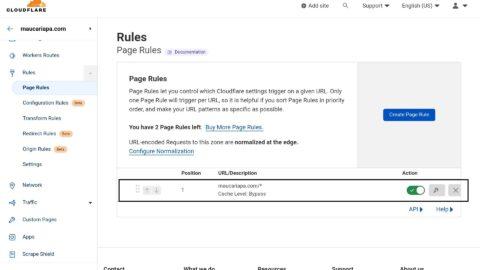 CLOUDFLARE
Add site
Support
English (US)
maucariapa.com
Workers Routes
Rules
Page Rules
Configuration Rules Beta
Transform Rules
Redirect Rules Beta
Origin Rules Beta
Settings
Network
Traffic
Custom Pages
Apps
Scrape Shield
Rules
Page Rules
Documentation
Page Rules
Page Rules let you control which Cloudflare settings trigger on a given URL. Only
one Page Rule will trigger per URL, so it is helpful if you sort Page Rules in priority
order, and make your URL patterns as specific as possible.
You have 2 Page Rules left. Buy More Page Rules.
URL-encoded Requests to this zone are normalized at the edge.
Configure Normalization
Create Page Rule
Position URL/Description Action
1 maucariapa.com/*
Cache Level: Bypass
API Help
Contact What we do Resources Support About us